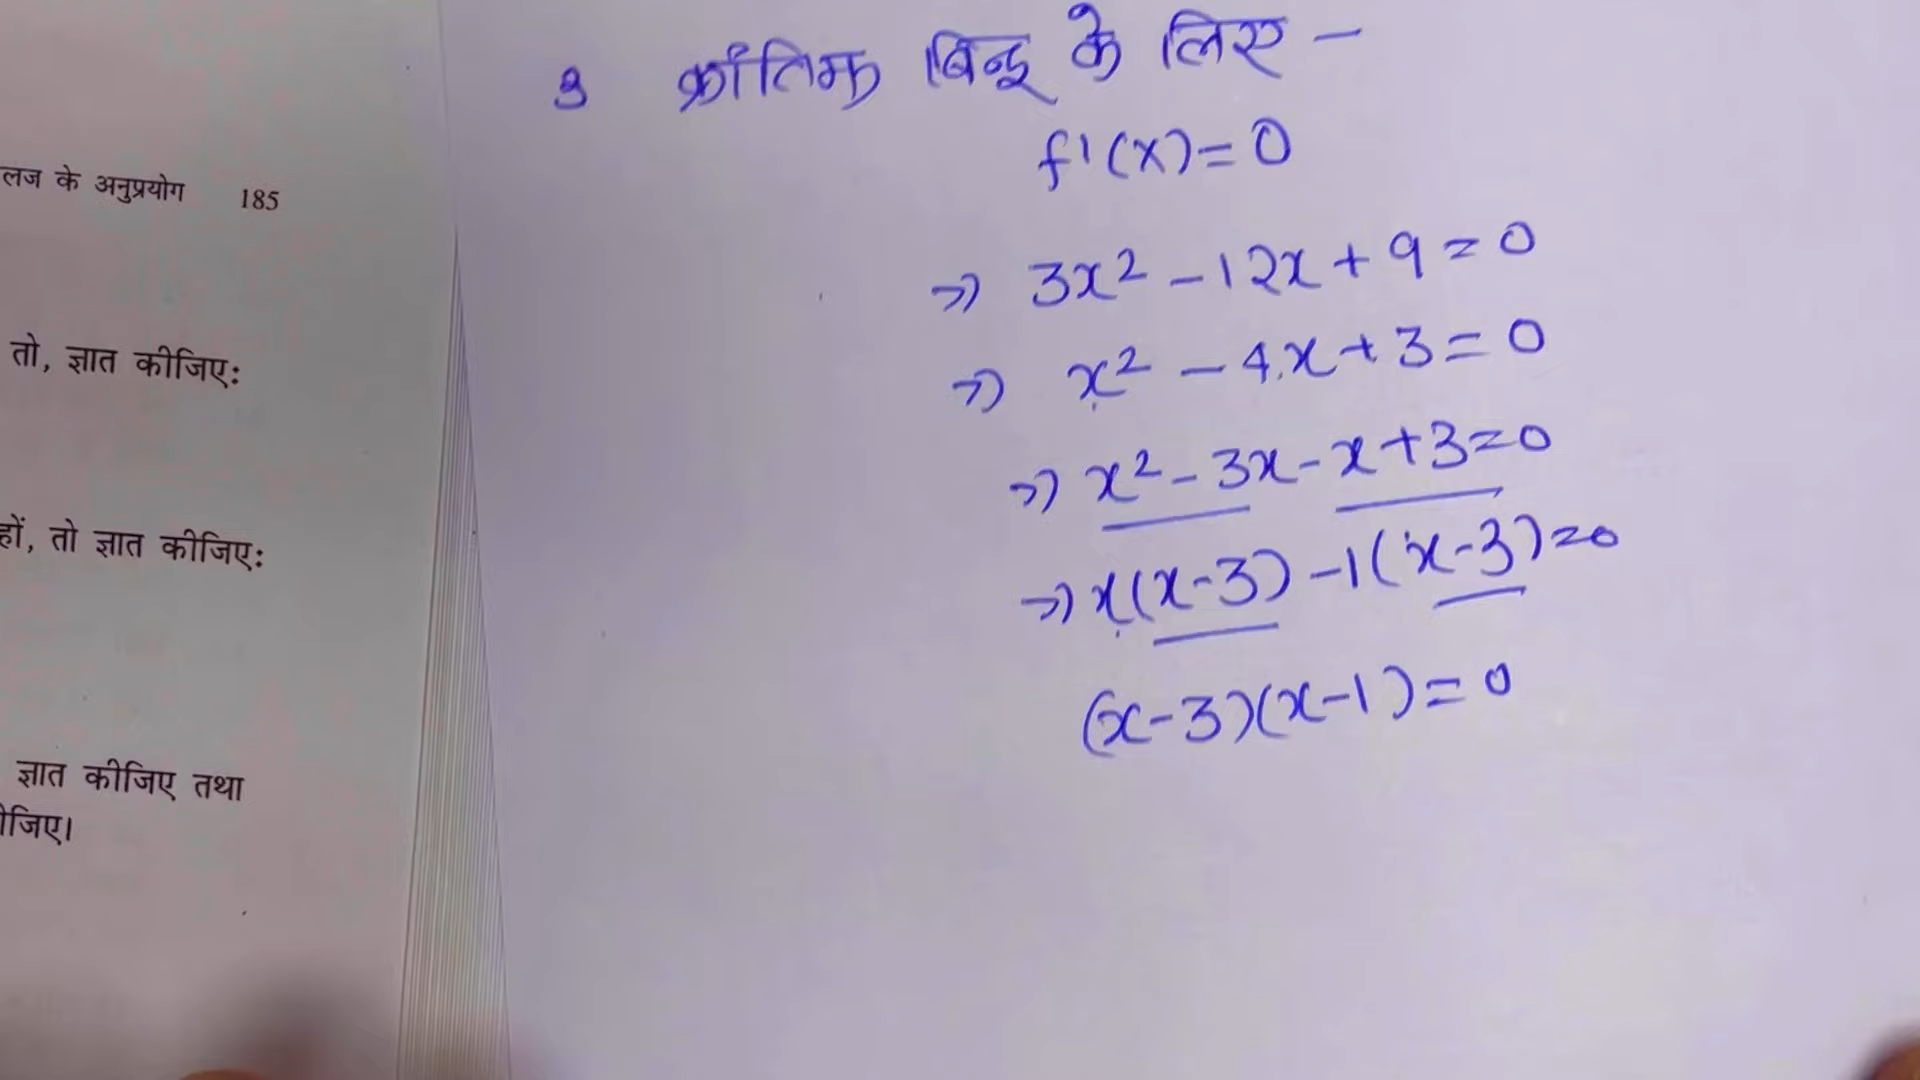 लज के अनुप्रयोग 185
तो, ज्ञात कीजिए:
हों, तो ज्ञात कीजिए:
ज्ञात कीजिए तथा
ीजिए।
3 क्रांतिक बिन्दु के लिए –
f'(x)=0
=> 3x² - 12x + 9 = 0
=> x² - 4x + 3 = 0
=> x² - 3x - x + 3 = 0
=> x(x-3) - 1(x-3) = 0
(x-3)(x-1) = 0